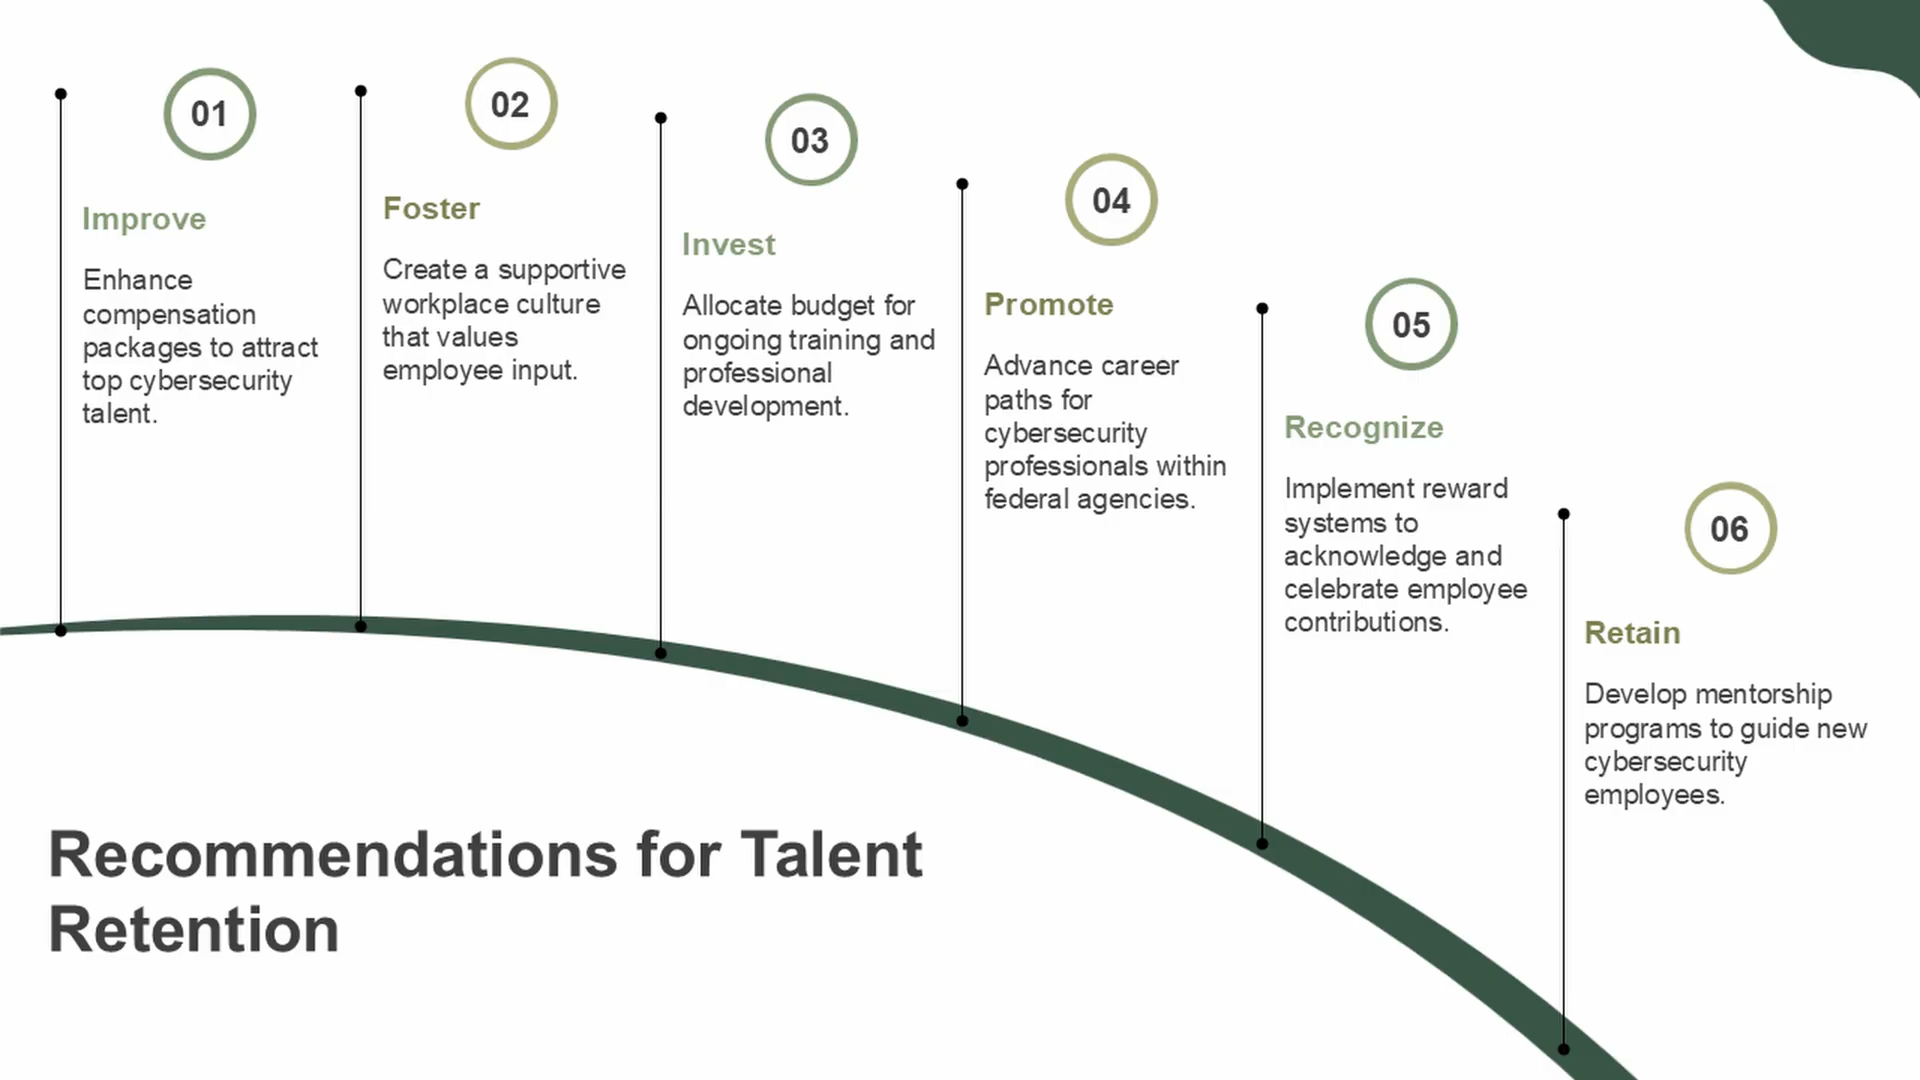 01
Improve
Enhance
compensation
packages to attract
top cybersecurity
talent.
02
Foster
Create a supportive
workplace culture
that values
employee input.
03
Invest
Allocate budget for
ongoing training and
professional
development.
04
Promote
Advance career
paths for
cybersecurity
professionals within
federal agencies.
05
Recognize
Implement reward
systems to
acknowledge and
celebrate employee
contributions.
06
Retain
Develop mentorship
programs to guide new
cybersecurity
employees.
Recommendations for Talent
Retention